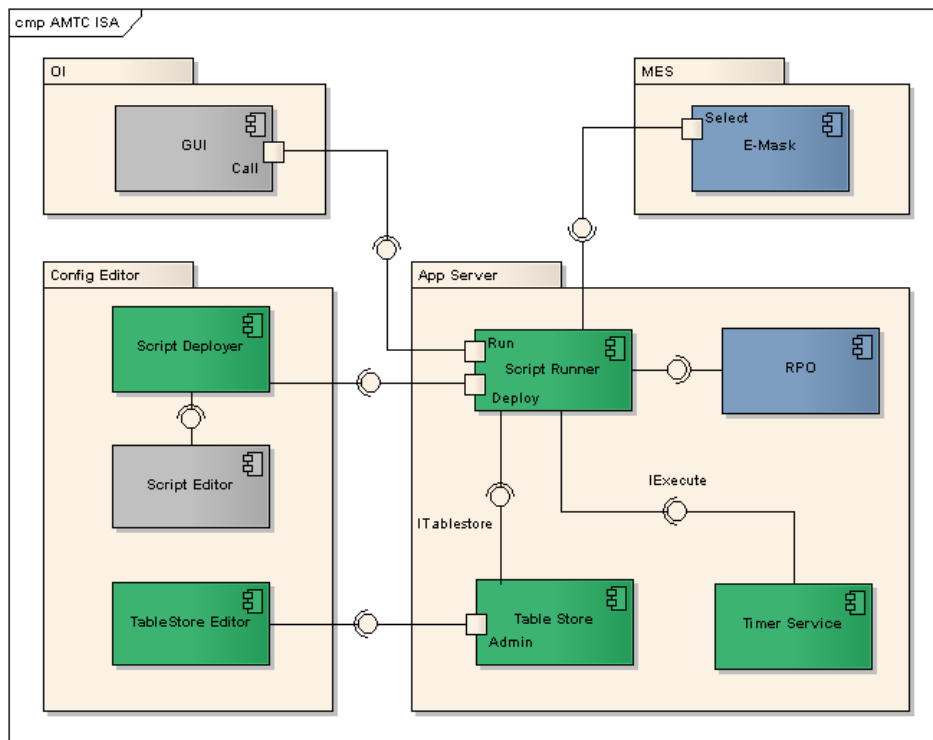 cmp AMTC ISA
OI
GUI
Call
MES
Select
E-Mask
Config Editor
Script Deployer
Script Editor
TableStore Editor
App Server
Run
Script Runner
Deploy
RPO
ITablestore
IExecute
Table Store
Admin
Timer Service